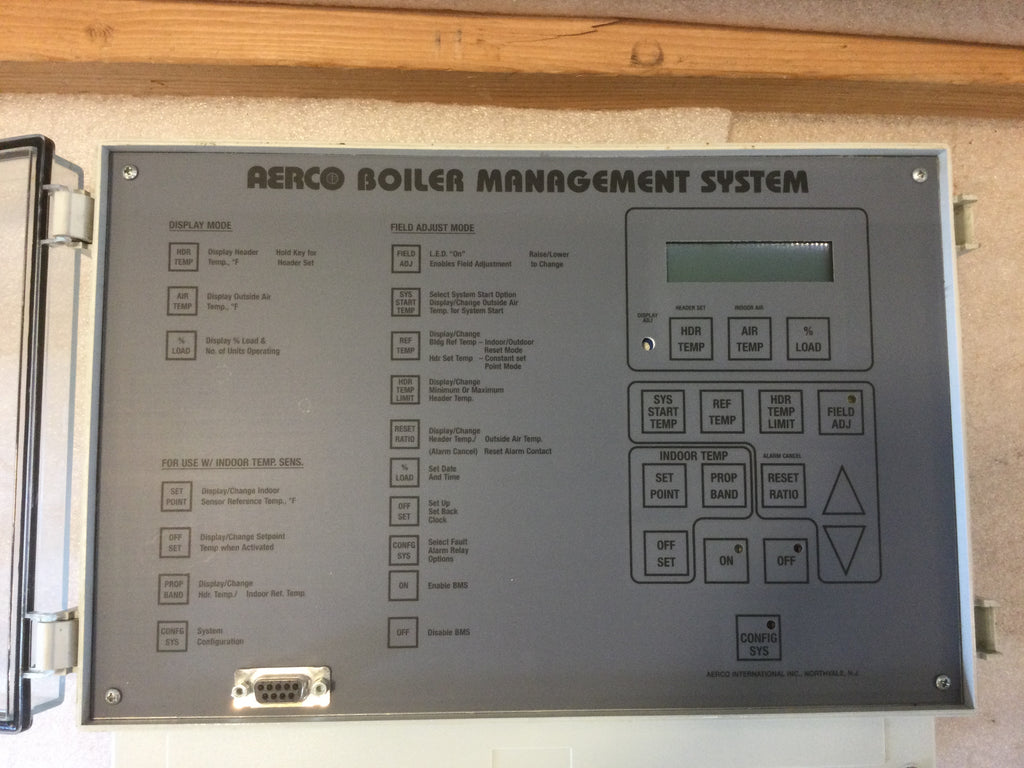 AERCO BOILER MANAGEMENT SYSTEM
DISPLAY MODE
HDR
TEMP
Display Header
Temp., °F
Hold Key for
Header Set
AIR
TEMP
Display Outside Air
Temp., °F
%
LOAD
Display % Load &
No. of Units Operating
FOR USE W/ INDOOR TEMP. SENS.
SET
POINT
Display/Change Indoor
Sensor Reference Temp., °F
OFF
SET
Display/Change Setpoint
Temp when Activated
PROP
BAND
Display/Change
Hdr. Temp./ Indoor Ref. Temp.
CONFG
SYS
System
Configuration
FIELD ADJUST MODE
FIELD
ADJ
L.E.D. "On"
Enables Field Adjustment
Raise/Lower
to Change
SYS
START
TEMP
Select System Start Option
Display/Change Outside Air
Temp. for System Start
REF
TEMP
Display/Change
Bldg Ref Temp – Indoor/Outdoor
Reset Mode
Hdr Set Temp – Constant set
Point Mode
HDR
TEMP
LIMIT
Display/Change
Minimum Or Maximum
Header Temp.
RESET
RATIO
Display/Change
Header Temp./ Outside Air Temp.
(Alarm Cancel) Reset Alarm Contact
%
LOAD
Set Date
And Time
OFF
SET
Set Up
Set Back
Clock
CONFG
SYS
Select Fault
Alarm Relay
Options
ON
Enable BMS
OFF
Disable BMS
DISPLAY
ADJ
HEADER SET
HDR
TEMP
INDOOR AIR
AIR
TEMP
%
LOAD
SYS
START
TEMP
REF
TEMP
HDR
TEMP
LIMIT
FIELD
ADJ
INDOOR TEMP
SET
POINT
PROP
BAND
ALARM CANCEL
RESET
RATIO
OFF
SET
ON
OFF
CONFIG
SYS
AERCO INTERNATIONAL INC., NORTHVALE, N.J.